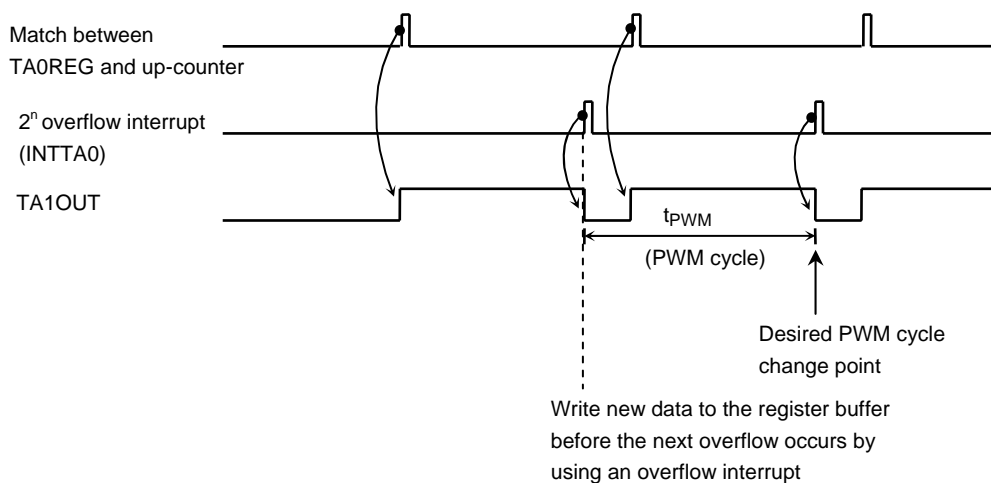 Match between
TA0REG and up-counter
2ⁿ overflow interrupt
(INTTA0)
TA1OUT
tPWM
(PWM cycle)
Desired PWM cycle
change point
Write new data to the register buffer
before the next overflow occurs by
using an overflow interrupt